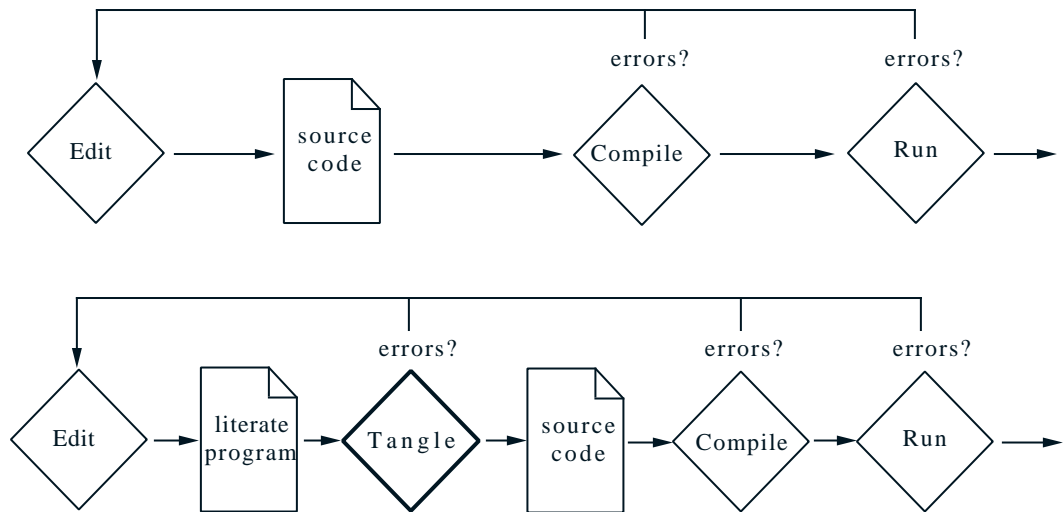 errors?
errors?
Edit
source
code
Compile
Run
errors?
errors?
errors?
Edit
literate
program
Tangle
source
code
Compile
Run